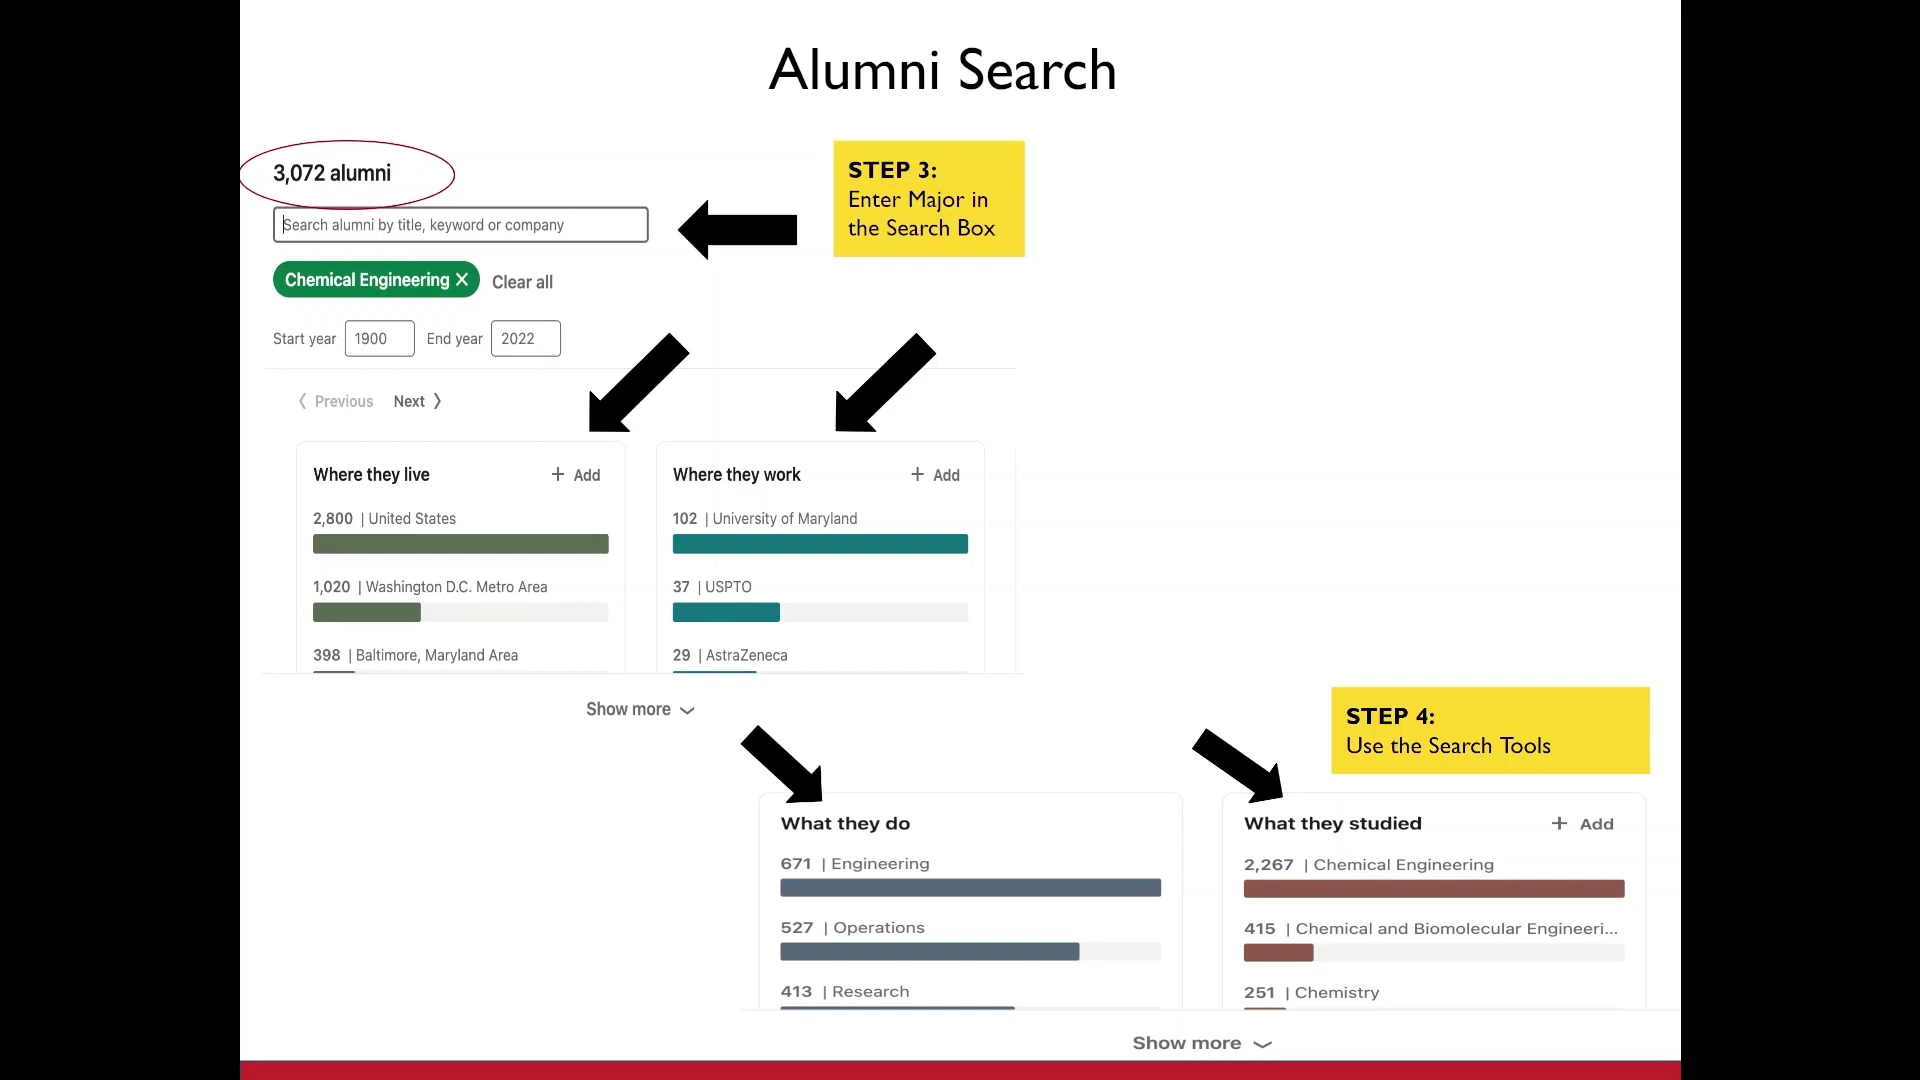 Alumni Search
3,072 alumni
Search alumni by title, keyword or company
Chemical Engineering X Clear all
Start year 1900 End year 2022
STEP 3:
Enter Major in
the Search Box
Previous Next
Where they live + Add
2,800 | United States
1,020 | Washington D.C. Metro Area
398 | Baltimore, Maryland Area
Where they work + Add
102 | University of Maryland
37 | USPTO
29 | AstraZeneca
Show more
STEP 4:
Use the Search Tools
What they do
671 | Engineering
527 | Operations
413 | Research
What they studied + Add
2,267 | Chemical Engineering
415 | Chemical and Biomolecular Engineeri...
251 | Chemistry
Show more